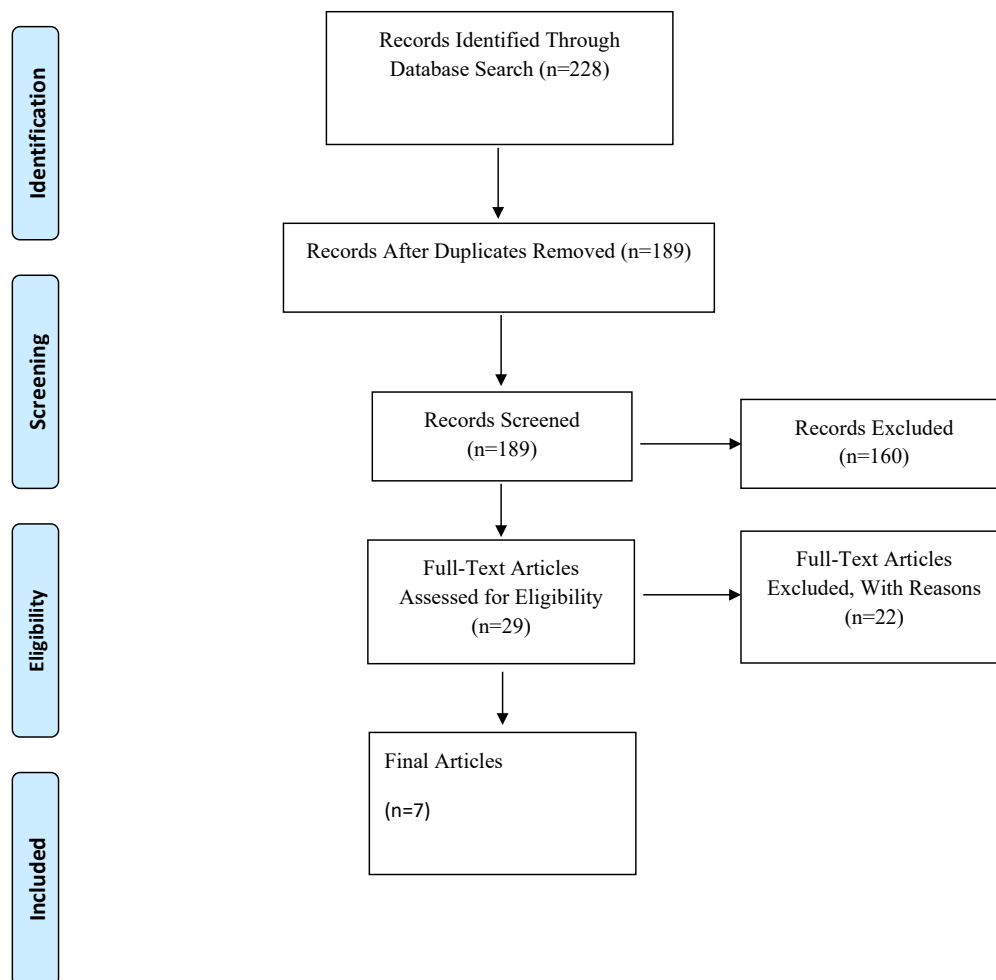 Identification
Records Identified Through
Database Search (n=228)
Records After Duplicates Removed (n=189)
Screening
Records Screened
(n=189)
Records Excluded
(n=160)
Eligibility
Full-Text Articles
Assessed for Eligibility
(n=29)
Full-Text Articles
Excluded, With Reasons
(n=22)
Included
Final Articles
(n=7)